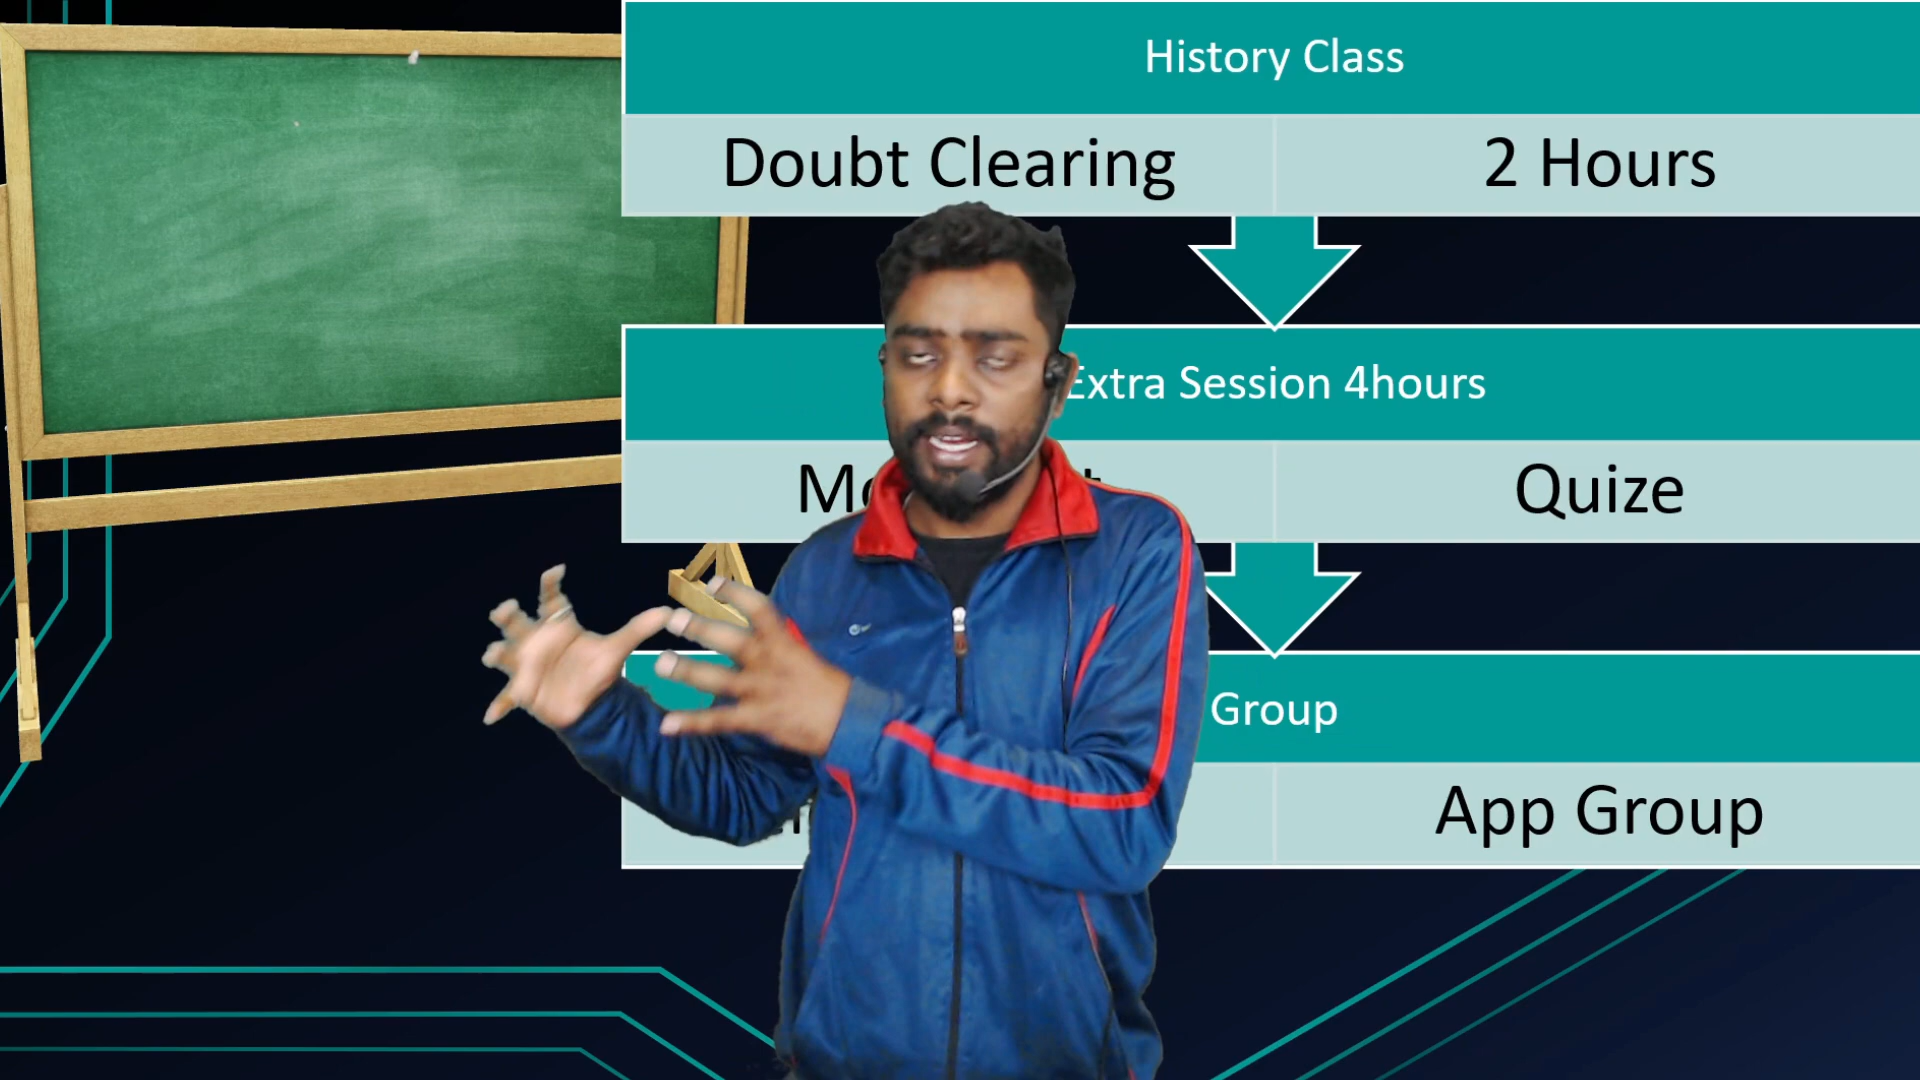 History Class
Doubt Clearing
2 Hours
Extra Session 4hours
Quize
Group
App Group